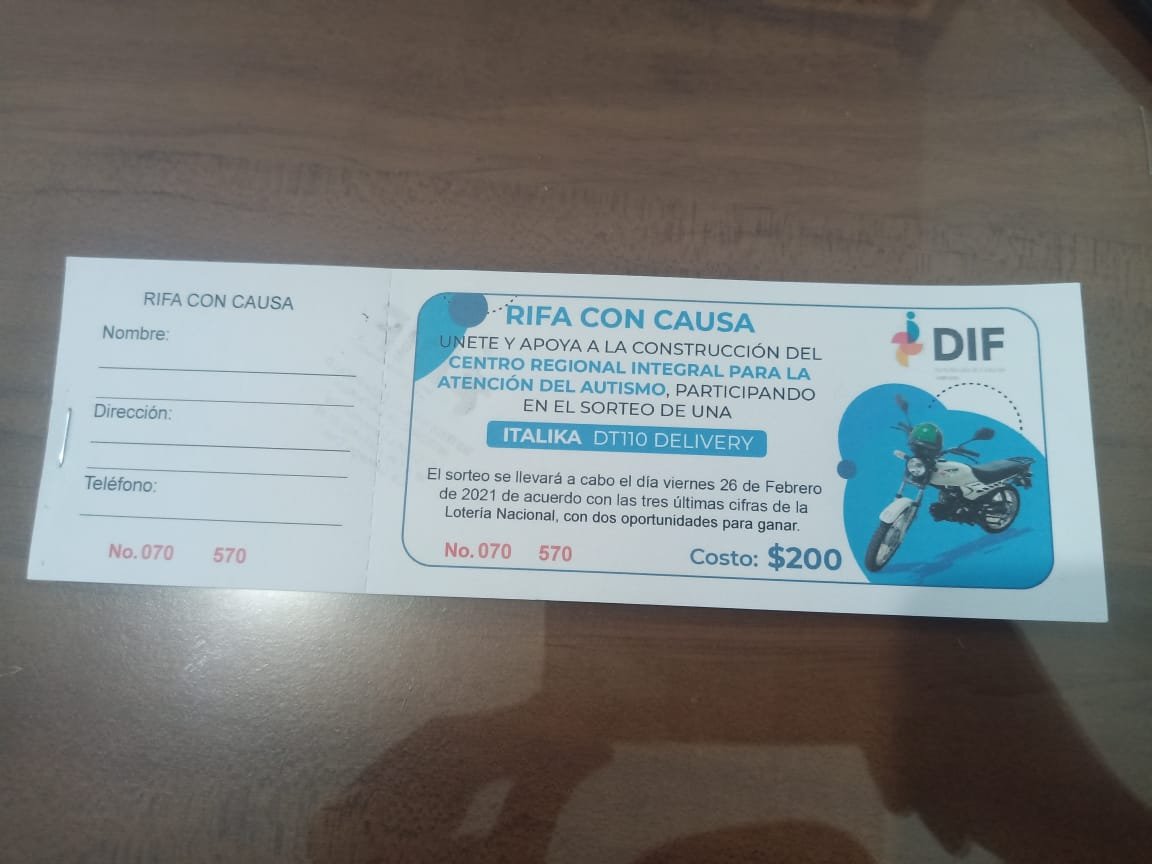 RIFA CON CAUSA
Nombre:
Dirección:
Teléfono:
No. 070 570
RIFA CON CAUSA
UNETE Y APOYA A LA CONSTRUCCIÓN DEL
CENTRO REGIONAL INTEGRAL PARA LA
ATENCIÓN DEL AUTISMO, PARTICIPANDO
EN EL SORTEO DE UNA
ITALIKA DT110 DELIVERY
El sorteo se llevará a cabo el día viernes 26 de Febrero
de 2021 de acuerdo con las tres últimas cifras de la
Lotería Nacional, con dos oportunidades para ganar.
No. 070 570
Costo: $200
DIF